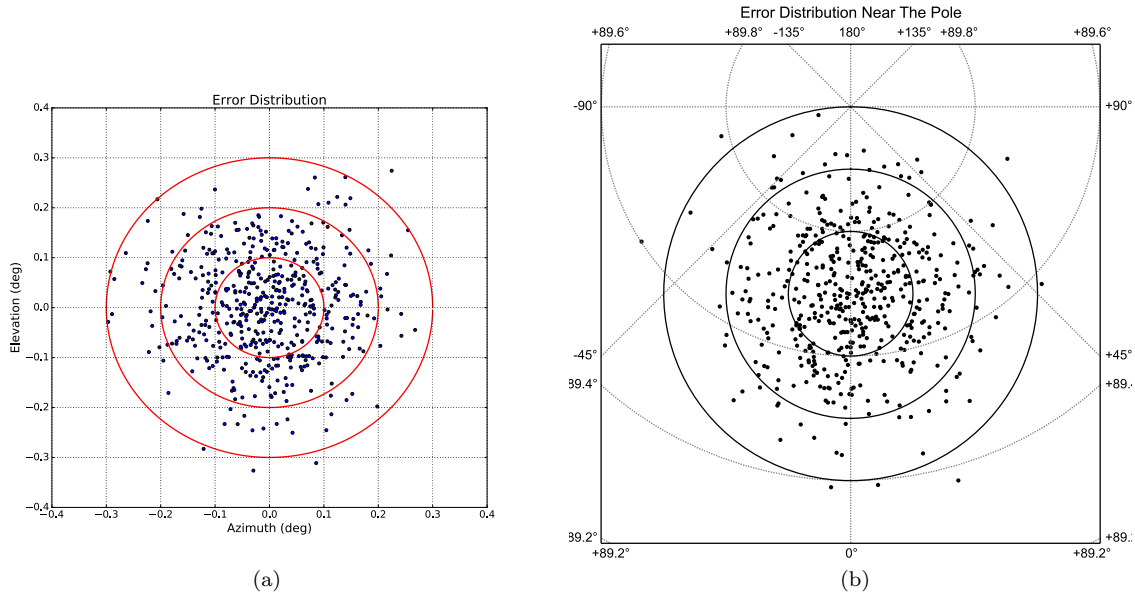 Error Distribution
0.4
0.3
0.2
0.1
0.0
−0.1
−0.2
−0.3
−0.4
Elevation (deg)
−0.4 −0.3 −0.2 −0.1 0.0 0.1 0.2 0.3 0.4
Azimuth (deg)
(a)
Error Distribution Near The Pole
+89.6° +89.8° -135° 180° +135° +89.8° +89.6°
-90° +90°
-45° +45°
99.4° +89.4
39.2° +89.2
+89.2° 0° +89.2°
(b)